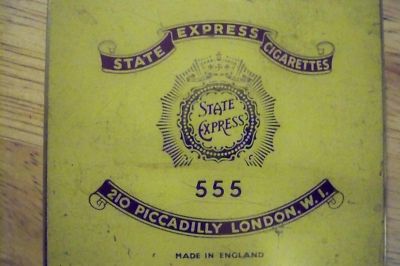 STATE EXPRESS CIGARETTES
STATE
EXPRESS
555
210 PICCADILLY LONDON. W. 1.
MADE IN ENGLAND